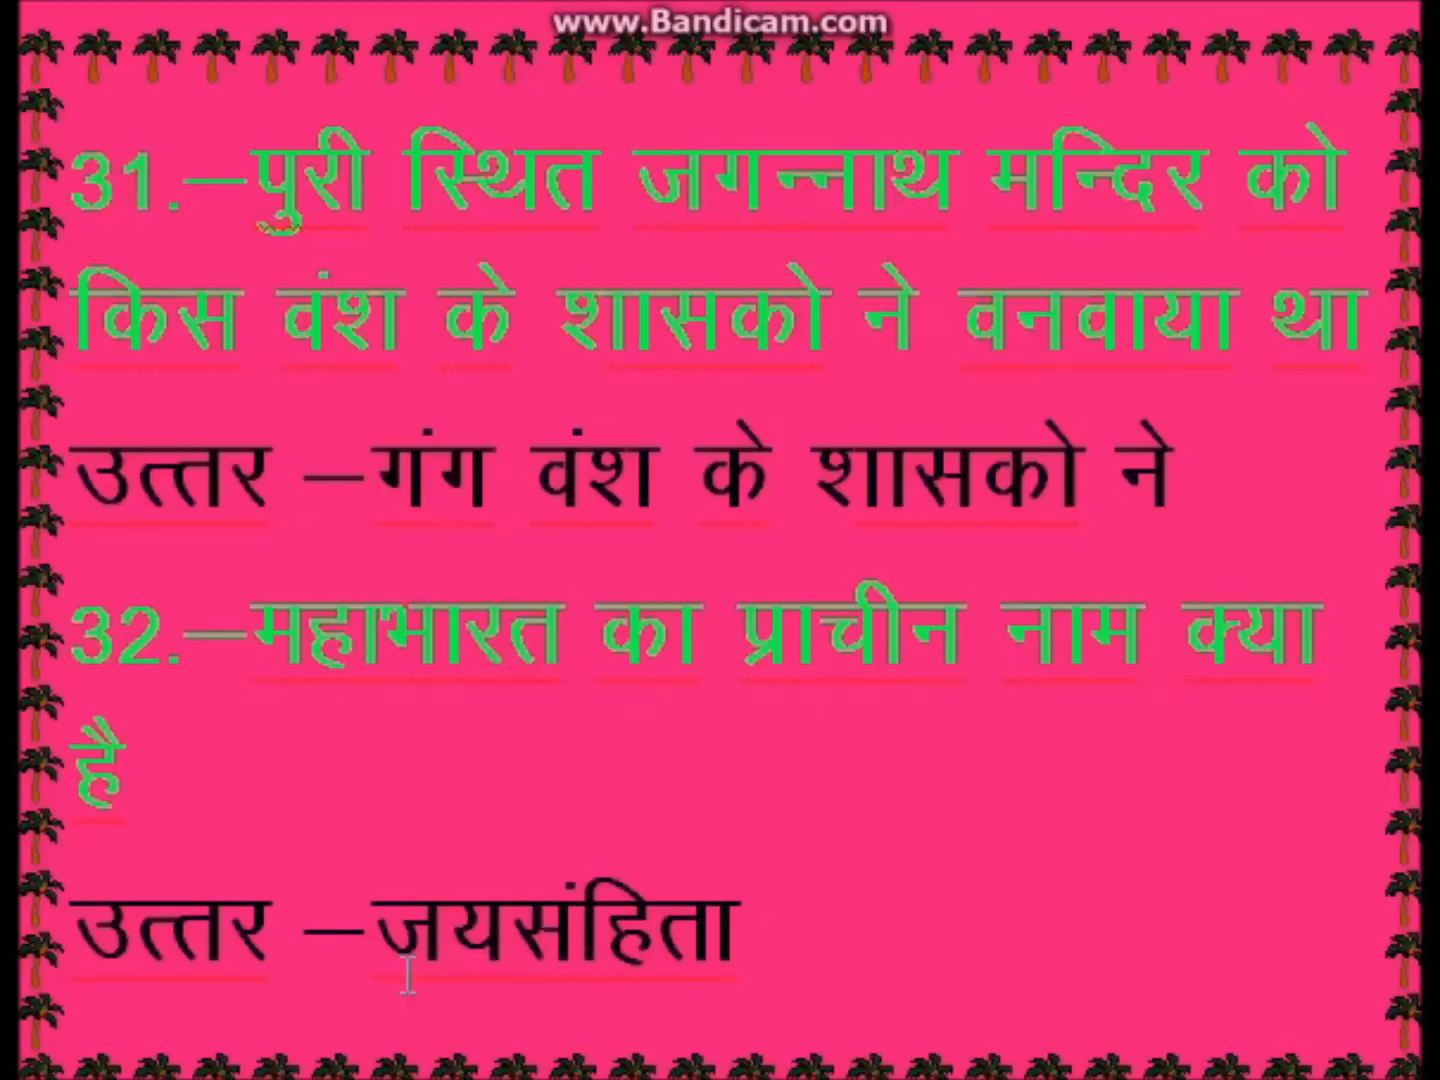 www.Bandicam.com
31.–पुरी स्थित जगन्नाथ मन्दिर को
किस वंश के शासको ने वनवाया था
उत्तर –गंग वंश के शासको ने
32.–महाभारत का प्राचीन नाम क्या
है
उत्तर –जयसंहिता